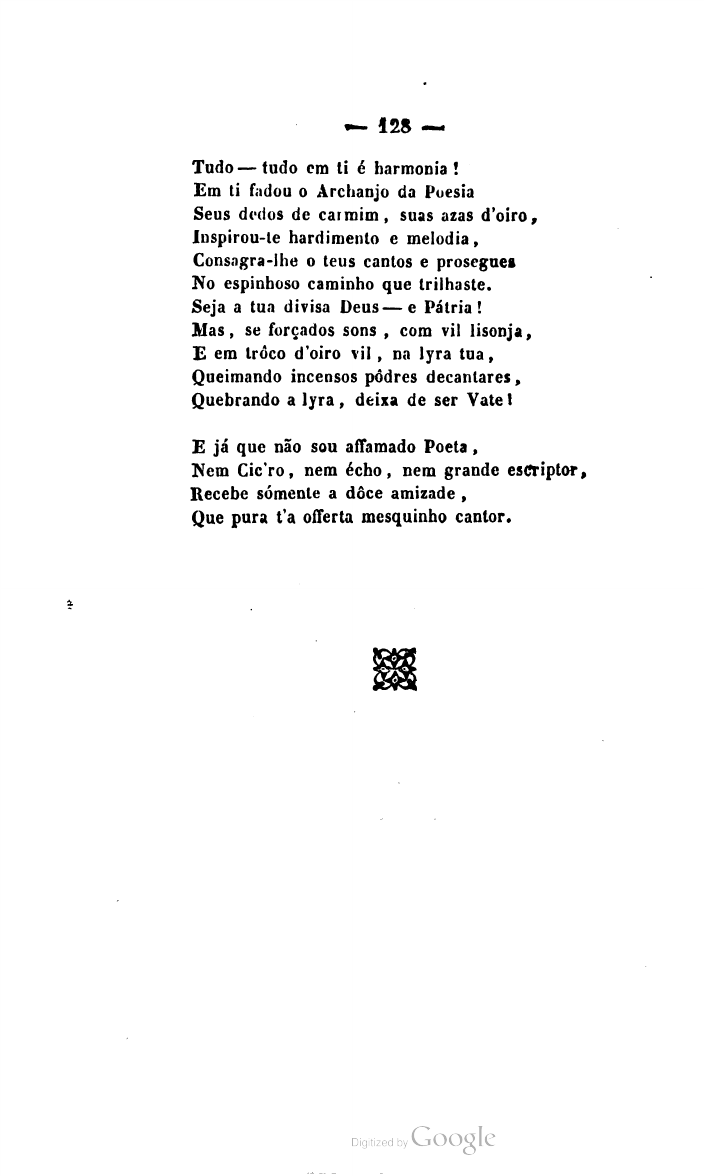 — 128 —
Tudo — tudo em ti é harmonia !
Em ti fadou o Archanjo da Poesia
Seus dedos de carmim , suas azas d'oiro ,
Inspirou-te hardimento e melodia ,
Consagra-lhe o teus cantos e prosegues
No espinhoso caminho que trilhaste.
Seja a tua divisa Deus — e Pátria !
Mas , se forçados sons , com vil lisonja ,
E em trôco d'oiro vil , na lyra tua ,
Queimando incensos pôdres decantares ,
Quebrando a lyra , deixa de ser Vate !
E já que não sou affamado Poeta ,
Nem Cic'ro , nem écho , nem grande escriptor ,
Recebe sómente a dôce amizade ,
Que pura t'a offerta mesquinho cantor.
Digitized by Google